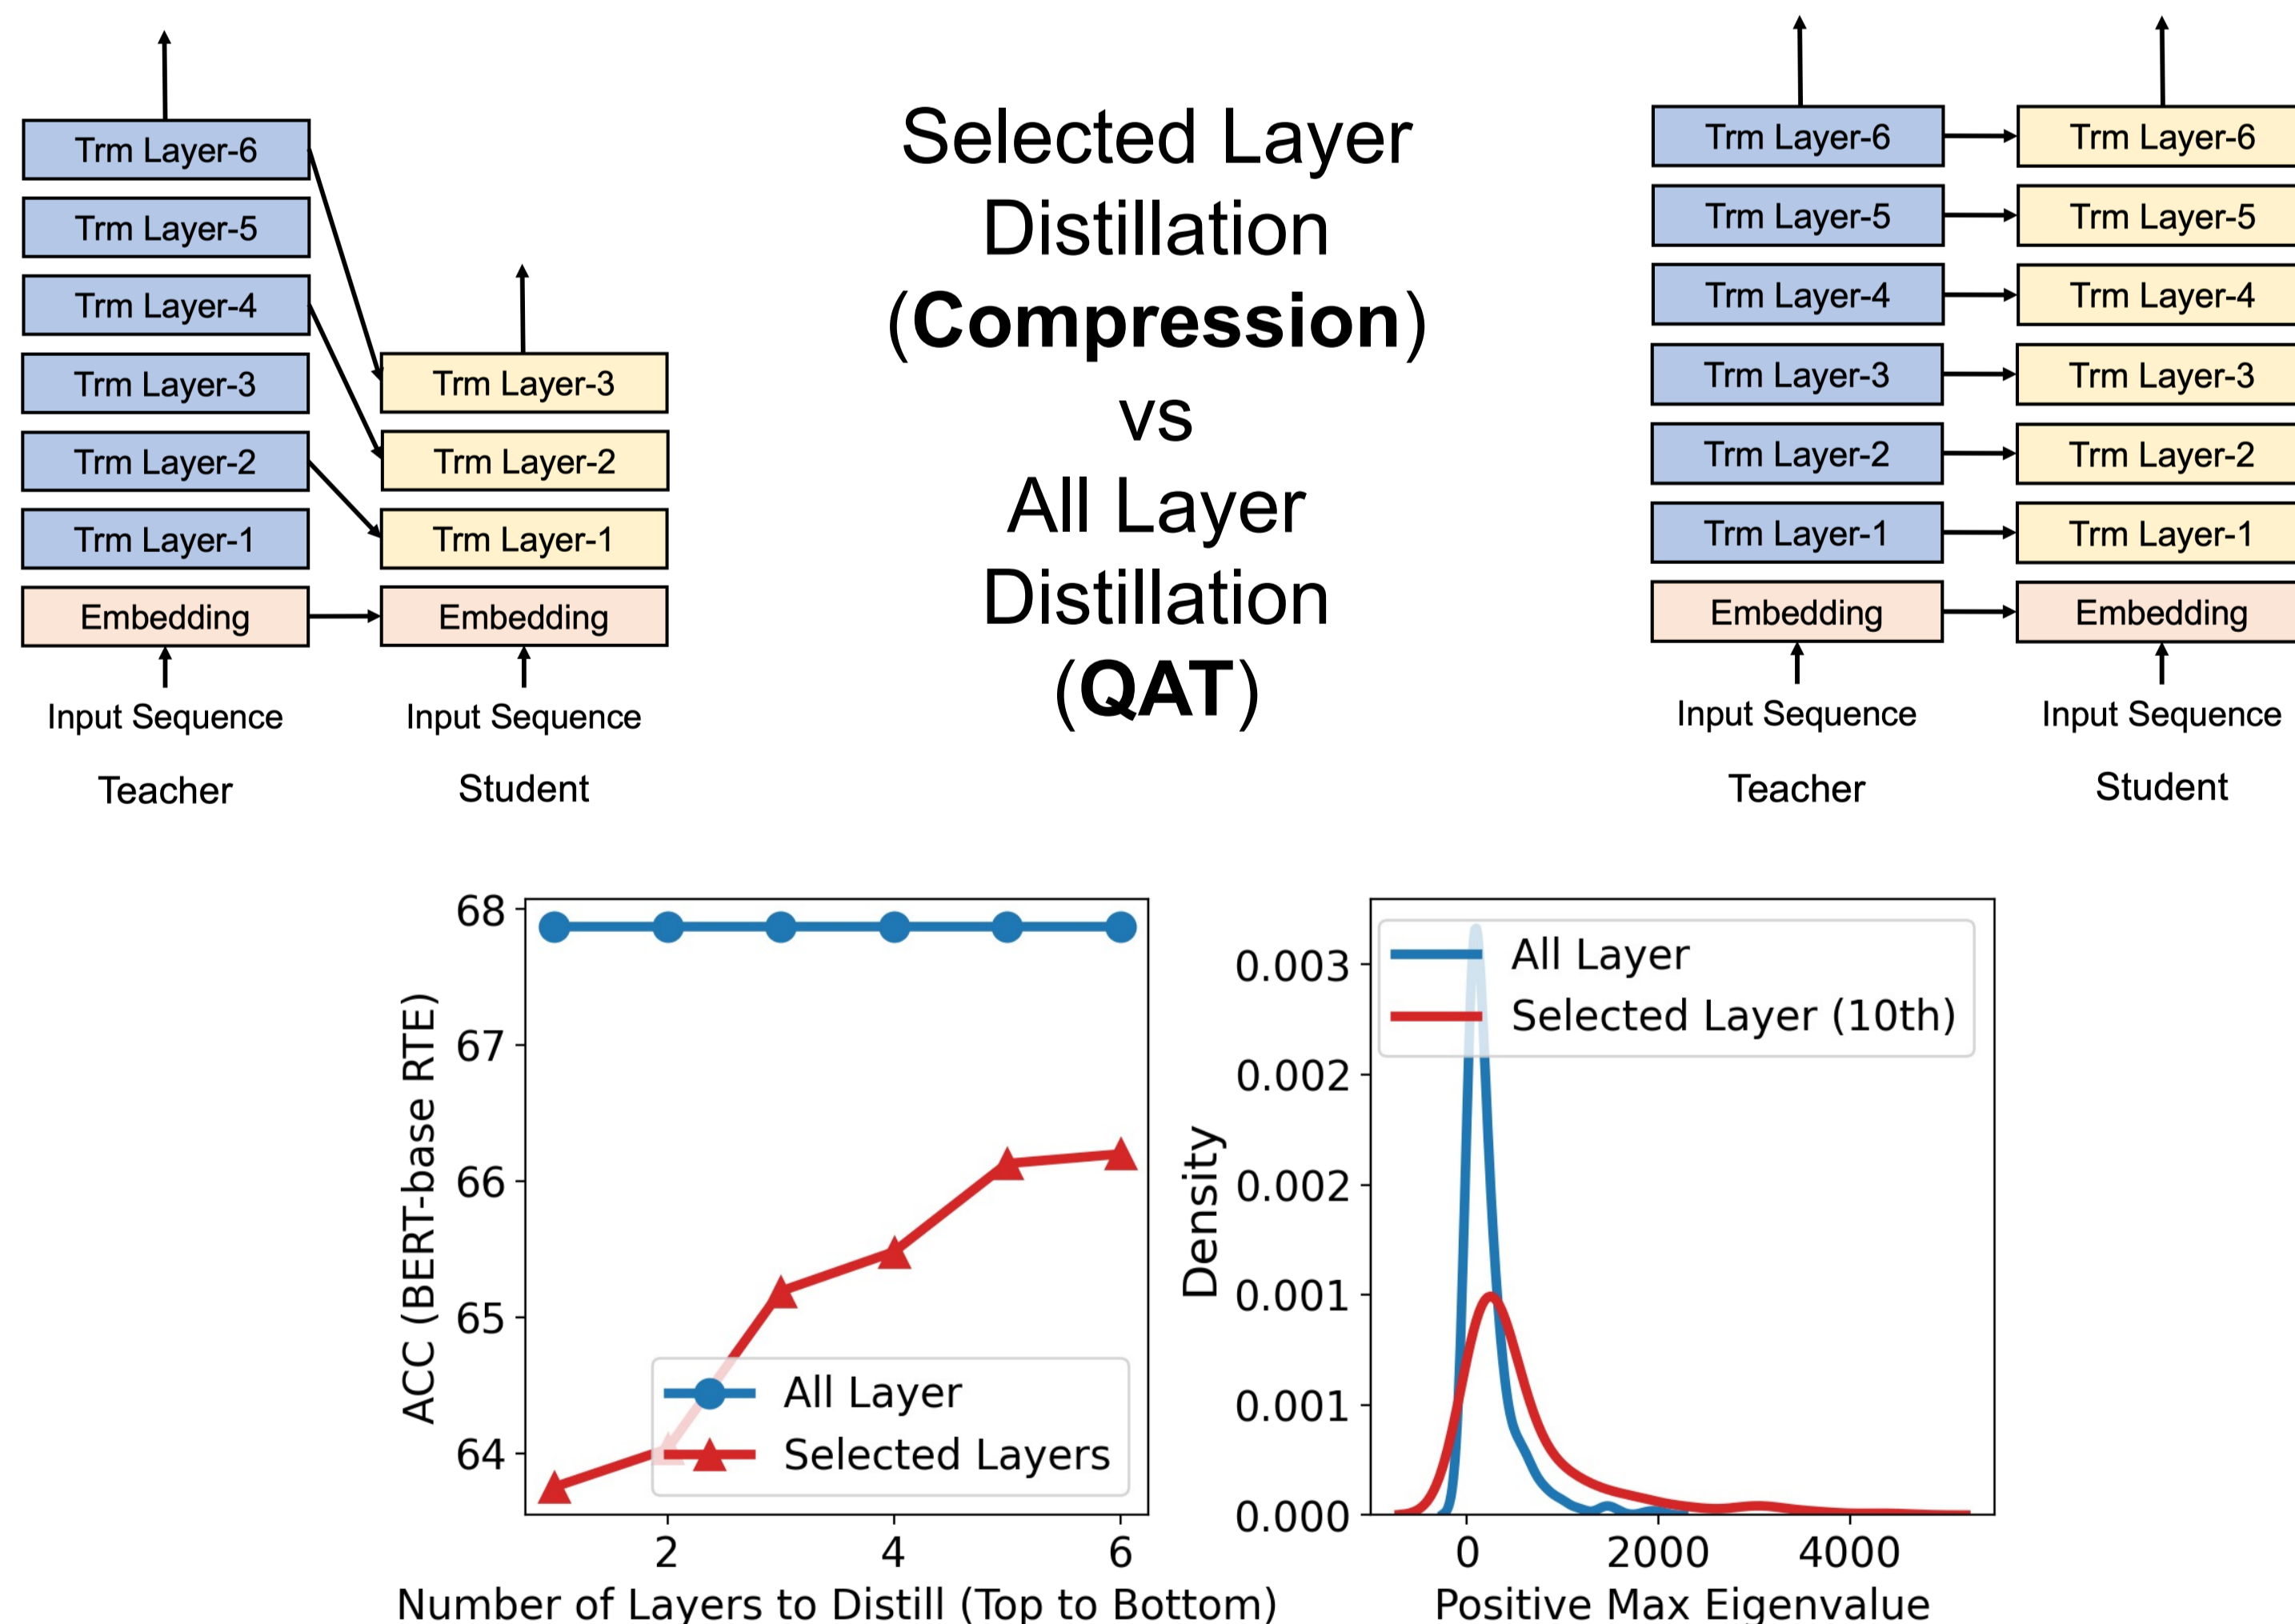 Trm Layer-6
Trm Layer-5
Trm Layer-4
Trm Layer-3
Trm Layer-2
Trm Layer-1
Embedding
Input Sequence
Teacher
Trm Layer-3
Trm Layer-2
Trm Layer-1
Embedding
Input Sequence
Student
Selected Layer
Distillation
(Compression)
vs
All Layer
Distillation
(QAT)
Trm Layer-6
Trm Layer-5
Trm Layer-4
Trm Layer-3
Trm Layer-2
Trm Layer-1
Embedding
Input Sequence
Teacher
Trm Layer-6
Trm Layer-5
Trm Layer-4
Trm Layer-3
Trm Layer-2
Trm Layer-1
Embedding
Input Sequence
Student
ACC (BERT-base RTE)
68
67
66
65
64
All Layer
Selected Layers
2 4 6
Number of Layers to Distill (Top to Bottom)
Density
0.003
0.002
0.002
0.001
0.001
0.000
All Layer
Selected Layer (10th)
0 2000 4000
Positive Max Eigenvalue